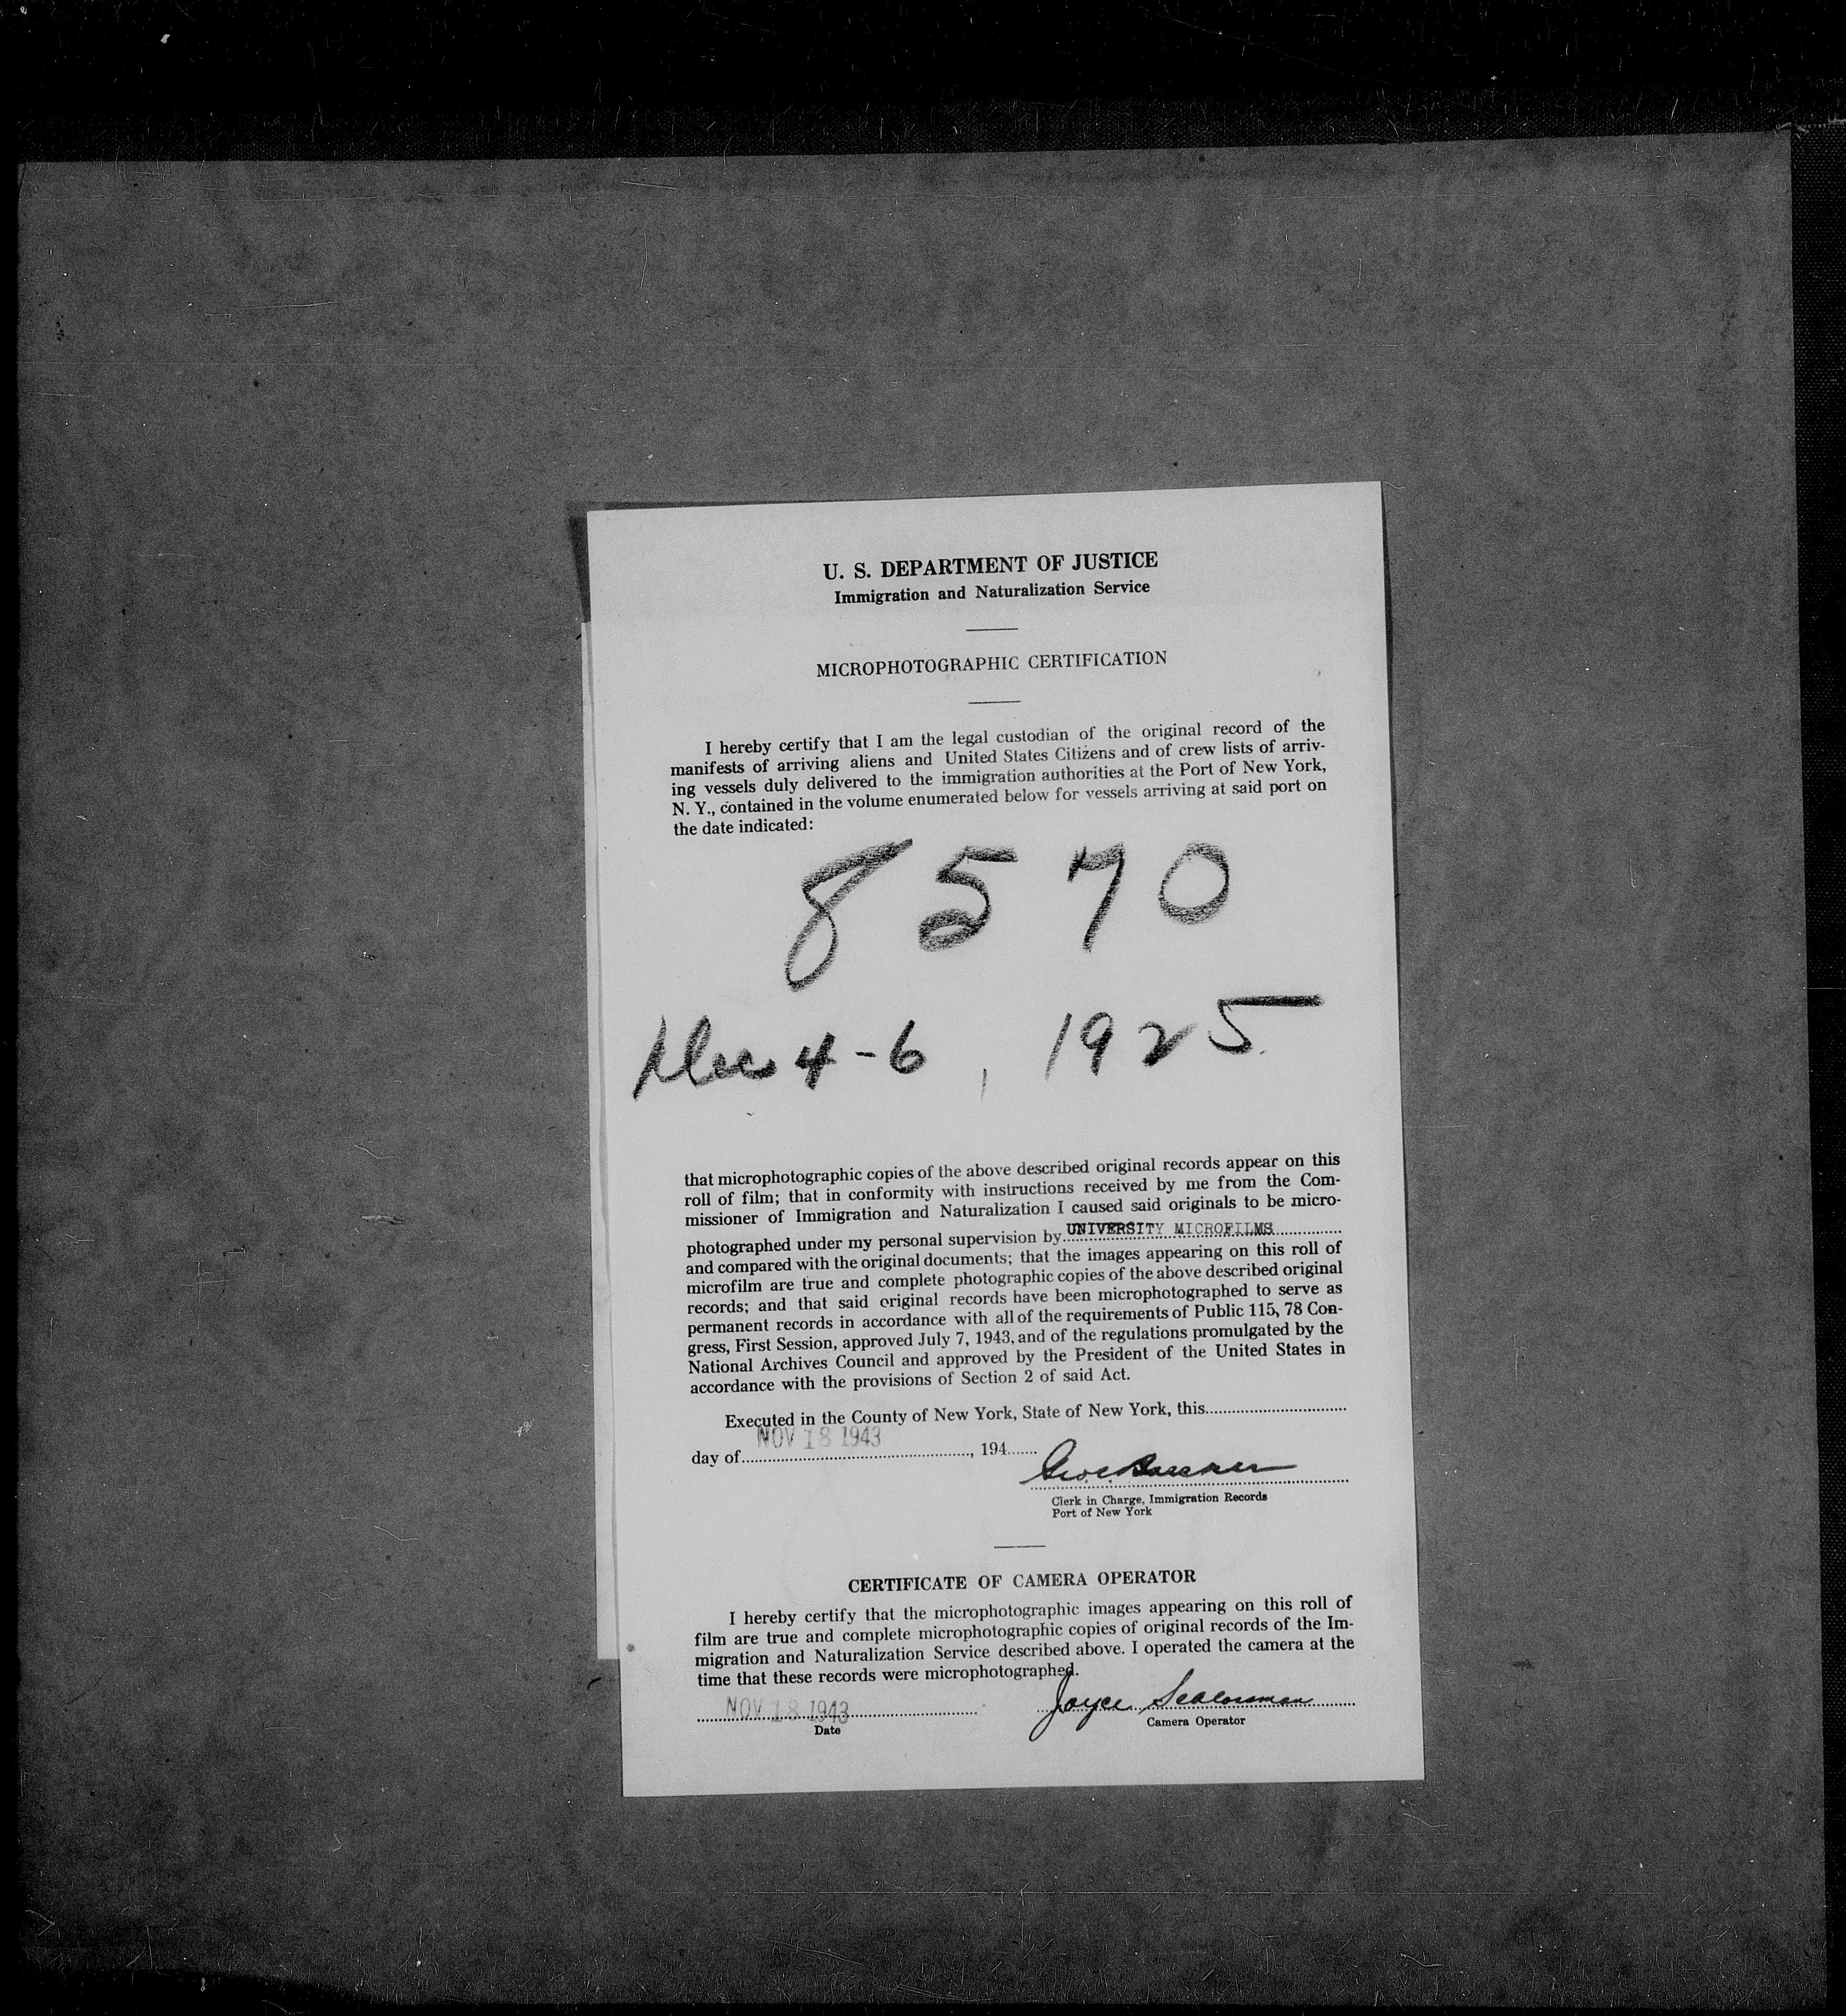 U. S. DEPARTMENT OF JUSTICE
Immigration and Naturalization Service
MICROPHOTOGRAPHIC CERTIFICATION
I hereby certify that I am the legal custodian of the original record of the
manifests of arriving aliens and United States Citizens and of crew lists of arriv-
ing vessels duly delivered to the immigration authorities at the Port of New York,
N. Y., contained in the volume enumerated below for vessels arriving at said port on
the date indicated:
8570
Dec 4-6, 1925
that microphotographic copies of the above described original records appear on this
roll of film; that in conformity with instructions received by me from the Com-
missioner of Immigration and Naturalization I caused said originals to be micro-
photographed under my personal supervision by UNIVERSITY MICROFILMS
and compared with the original documents; that the images appearing on this roll of
microfilm are true and complete photographic copies of the above described original
records; and that said original records have been microphotographed to serve as
permanent records in accordance with all of the requirements of Public 115, 78 Con-
gress, First Session, approved July 7, 1943, and of the regulations promulgated by the
National Archives Council and approved by the President of the United States in
accordance with the provisions of Section 2 of said Act.
Executed in the County of New York, State of New York, this
day of NOV 18 1943, 194
Clerk in Charge, Immigration Records
Port of New York
CERTIFICATE OF CAMERA OPERATOR
I hereby certify that the microphotographic images appearing on this roll of
film are true and complete microphotographic copies of original records of the Im-
migration and Naturalization Service described above. I operated the camera at the
time that these records were microphotographed.
NOV 18 1943 Joyce
Date Camera Operator